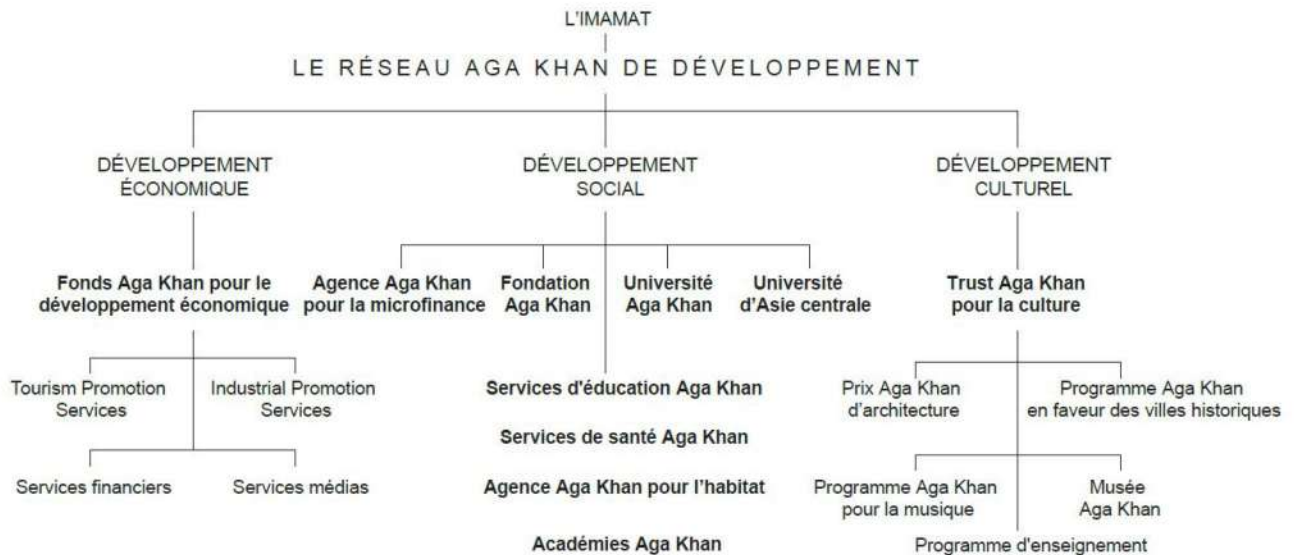 L'IMAMAT
LE RÉSEAU AGA KHAN DE DÉVELOPPEMENT
DÉVELOPPEMENT
ÉCONOMIQUE
DÉVELOPPEMENT
SOCIAL
DÉVELOPPEMENT
CULTUREL
Fonds Aga Khan pour le
développement économique
Agence Aga Khan
pour la microfinance
Fondation
Aga Khan
Université
Aga Khan
Université
d'Asie centrale
Trust Aga Khan
pour la culture
Tourism Promotion
Services
Industrial Promotion
Services
Services financiers
Services médias
Services d'éducation Aga Khan
Services de santé Aga Khan
Agence Aga Khan pour l'habitat
Académies Aga Khan
Prix Aga Khan
d'architecture
Programme Aga Khan
en faveur des villes historiques
Programme Aga Khan
pour la musique
Musée
Aga Khan
Programme d'enseignement